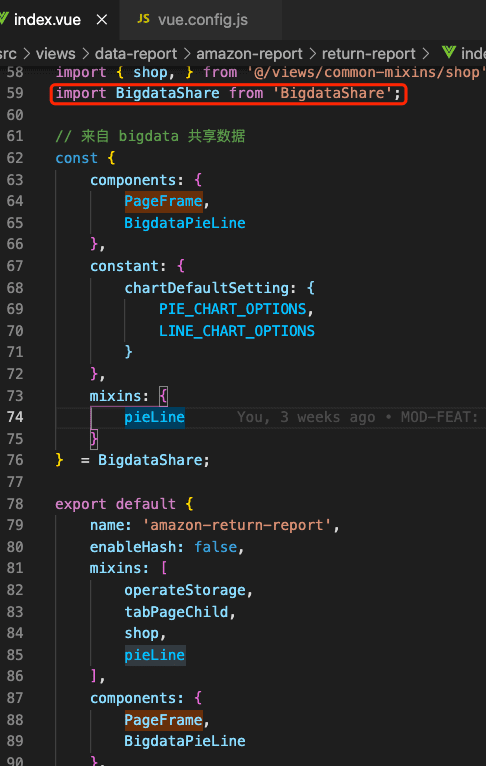 index.vue × JS vue.config.js
src > views > data-report > amazon-report > return-report > inde
58 import { shop, } from '@/views/common-mixins/shop'
59 import BigdataShare from 'BigdataShare';
60
61 // 来自 bigdata 共享数据
62 const {
63 components: {
64 PageFrame,
65 BigdataPieLine
66 },
67 constant: {
68 chartDefaultSetting: {
69 PIE_CHART_OPTIONS,
70 LINE_CHART_OPTIONS
71 }
72 },
73 mixins: {
74 pieLine You, 3 weeks ago • MOD-FEAT:
75 }
76 } = BigdataShare;
77
78 export default {
79 name: 'amazon-return-report',
80 enableHash: false,
81 mixins: [
82 operateStorage,
83 tabPageChild,
84 shop,
85 pieLine
86 ],
87 components: {
88 PageFrame,
89 BigdataPieLine
90 },